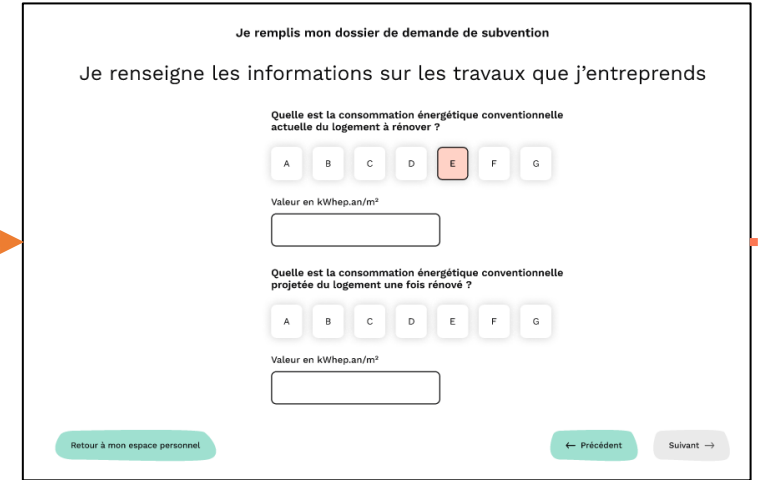 Je remplis mon dossier de demande de subvention
Je renseigne les informations sur les travaux que j’entreprends
Quelle est la consommation énergétique conventionnelle
actuelle du logement à rénover ?
A B C D E F G
Valeur en kWhep.an/m²
Quelle est la consommation énergétique conventionnelle
projetée du logement une fois rénové ?
A B C D E F G
Valeur en kWhep.an/m²
Retour à mon espace personnel
← Précédent
Suivant →